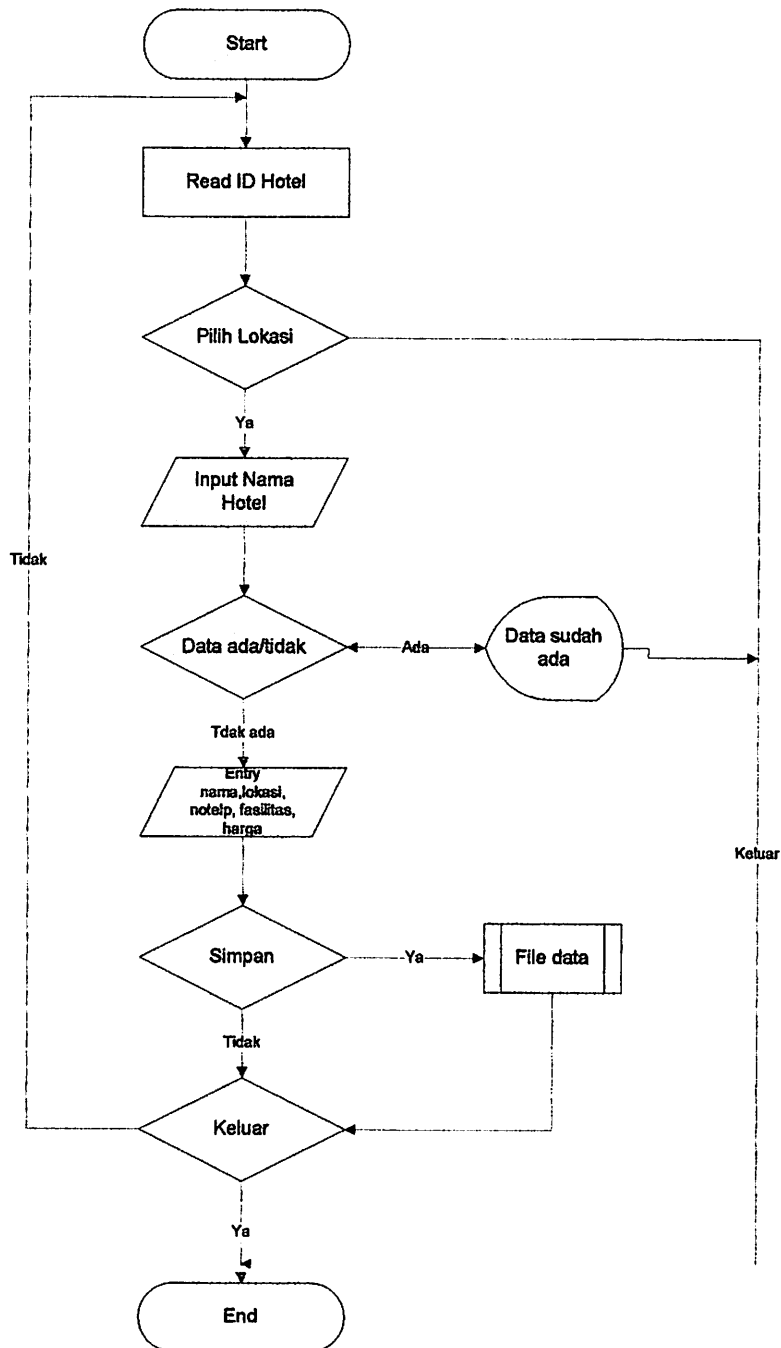 Start
Read ID Hotel
Pilih Lokasi
Ya
Input Nama
Hotel
Tidak
Data ada/tidak
Ada
Data sudah
ada
Tdak ada
Entry
nama,lokasi,
notelp, fasilitas,
harga
Keluar
Simpan
Ya
File data
Tidak
Keluar
Ya
End